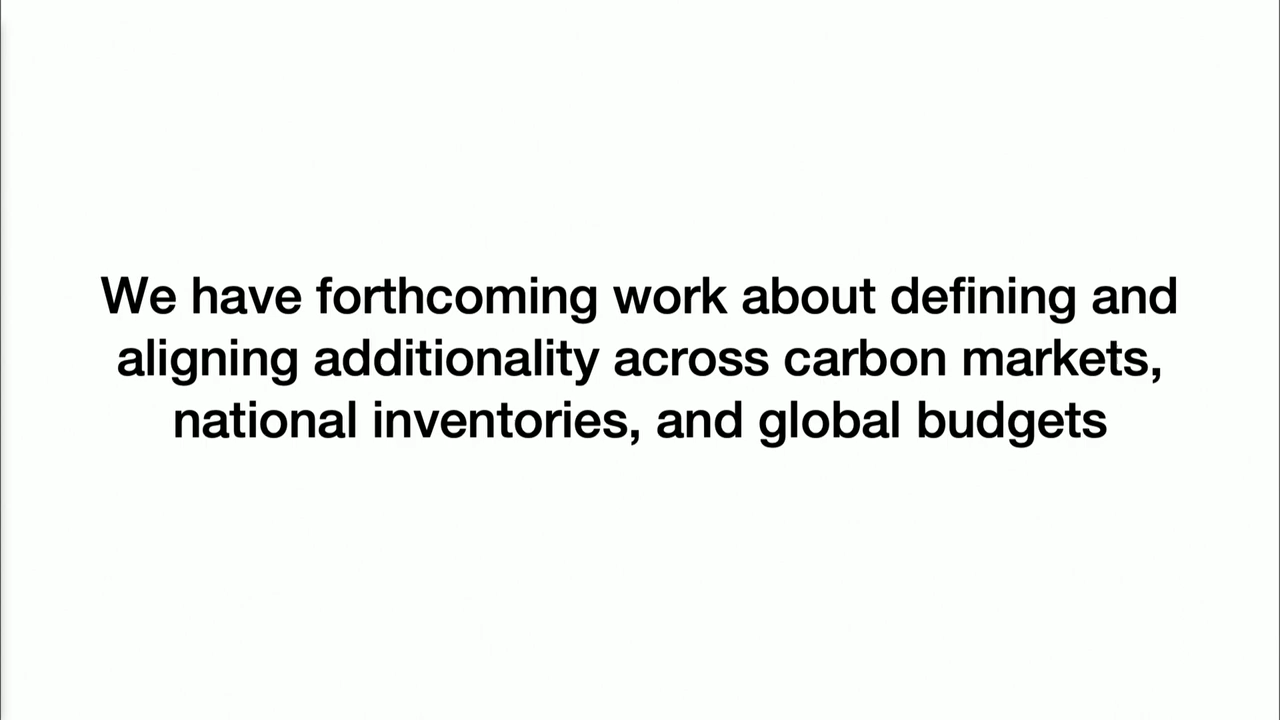 We have forthcoming work about defining and
aligning additionality across carbon markets,
national inventories, and global budgets